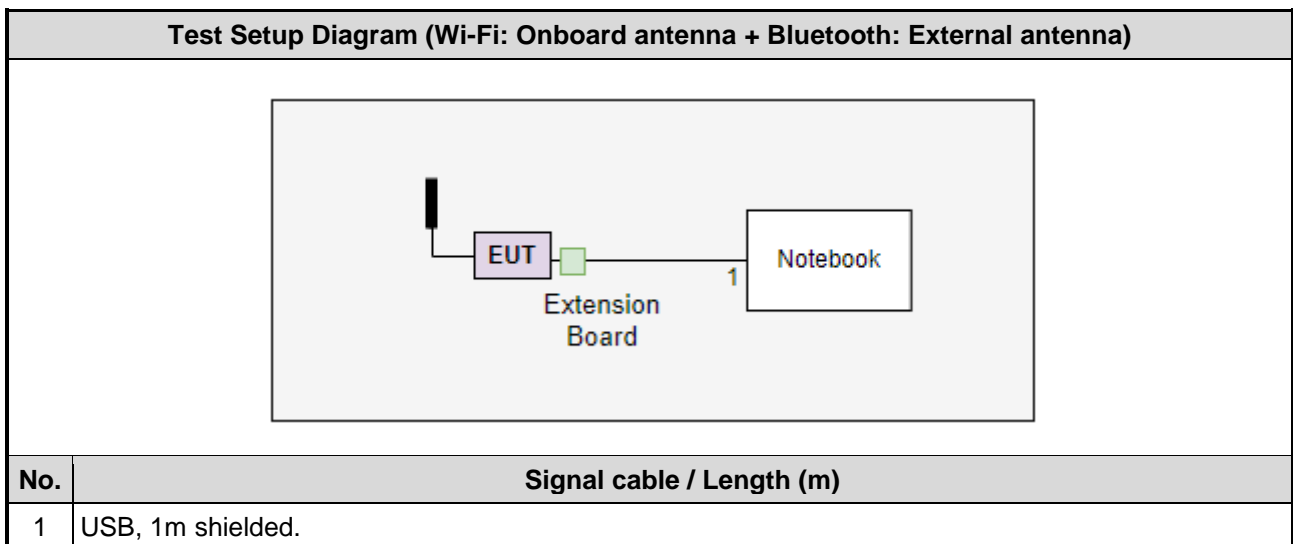 Test Setup Diagram (Wi-Fi: Onboard antenna + Bluetooth: External antenna)
EUT
Notebook
1
Extension
Board
No. Signal cable / Length (m)
1 USB, 1m shielded.